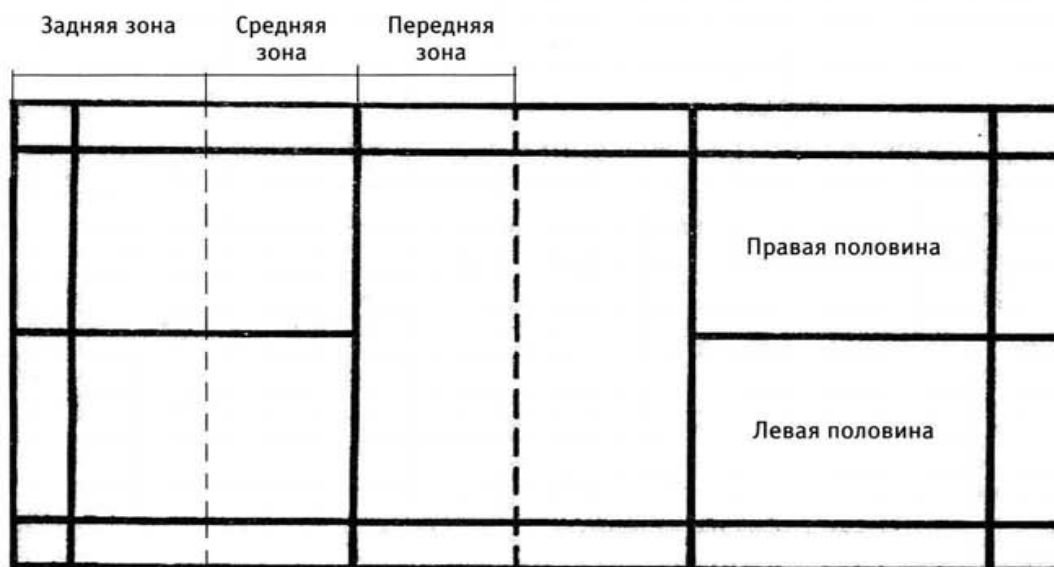 Задняя зона
Средняя
зона
Передняя
зона
Правая половина
Левая половина